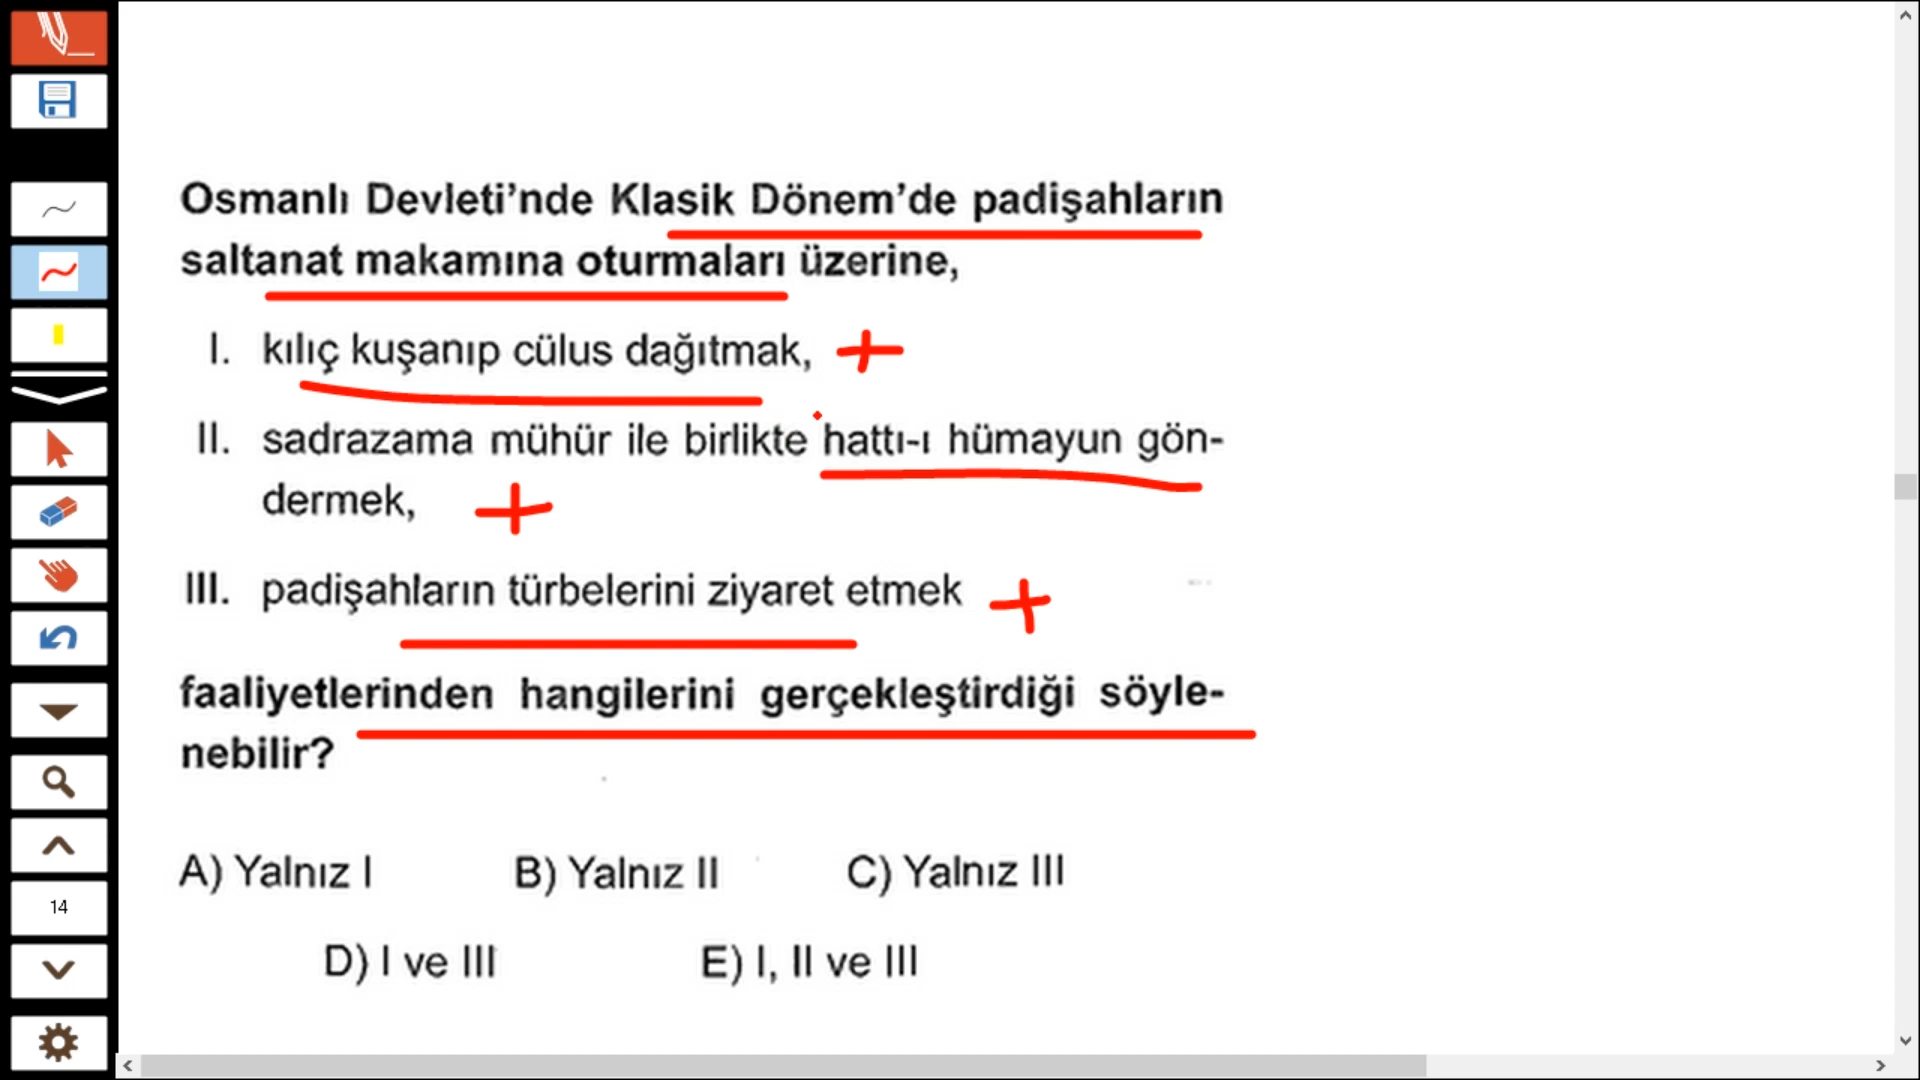 Osmanlı Devleti’nde Klasik Dönem’de padişahların
saltanat makamına oturmaları üzerine,
I. kılıç kuşanıp cülus dağıtmak,
II. sadrazama mühür ile birlikte hattı-ı hümayun gön-
dermek,
III. padişahların türbelerini ziyaret etmek
faaliyetlerinden hangilerini gerçekleştirdiği söyle-
nebilir?
A) Yalnız I B) Yalnız II C) Yalnız III
D) I ve III E) I, II ve III
14